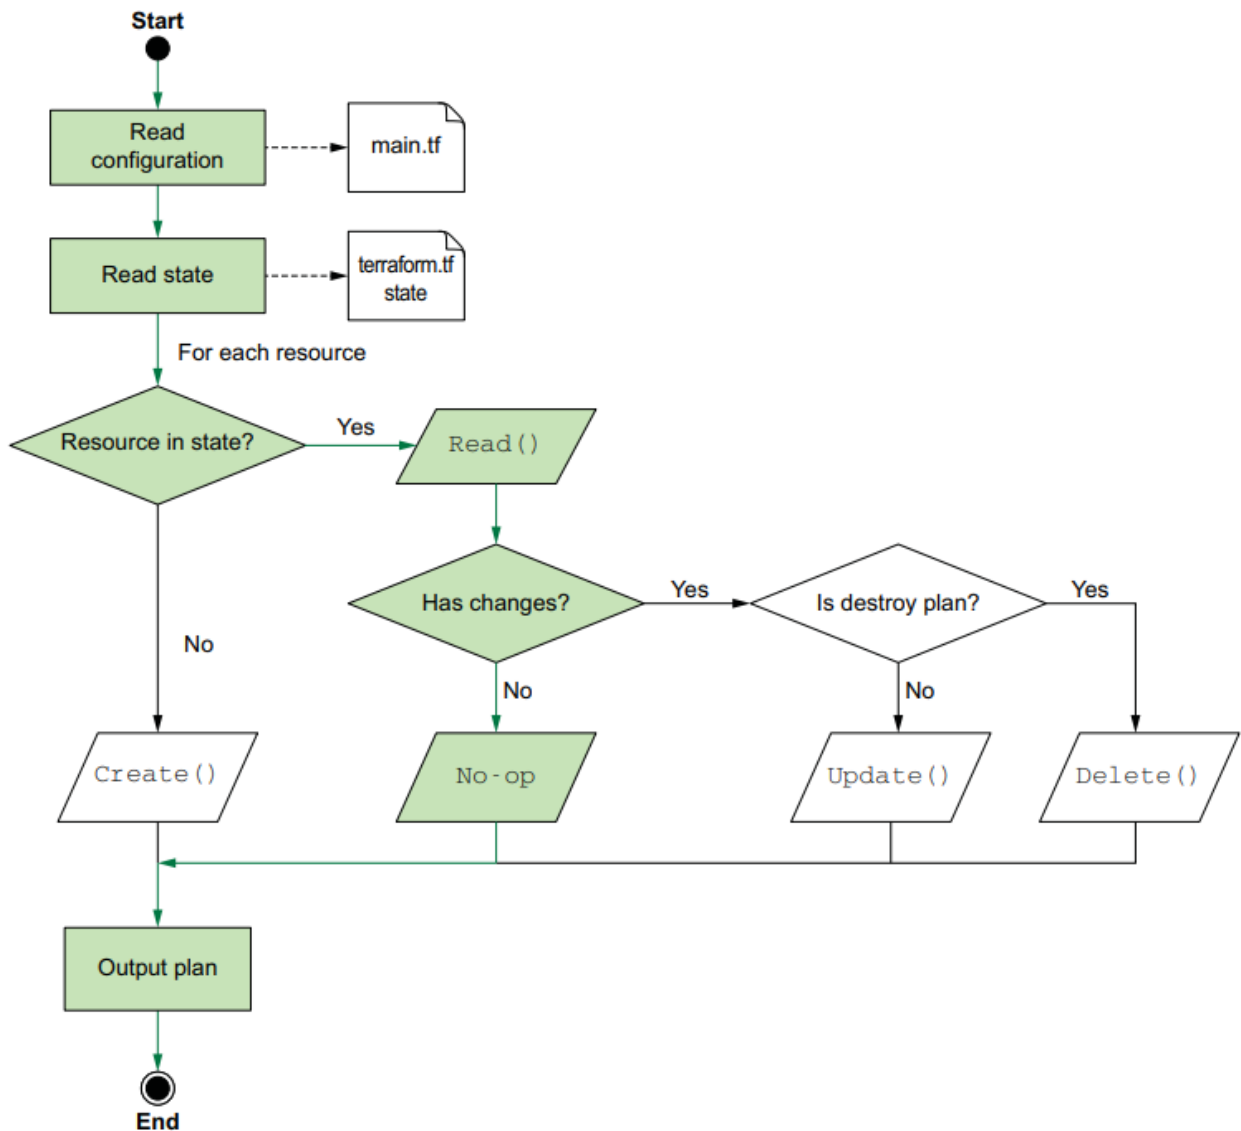 Start
Read
configuration
main.tf
Read state
terraform.tf
state
For each resource
Resource in state?
Yes
Read()
Has changes?
Yes
Is destroy plan?
Yes
No
No
No
Create()
No-op
Update()
Delete()
Output plan
End